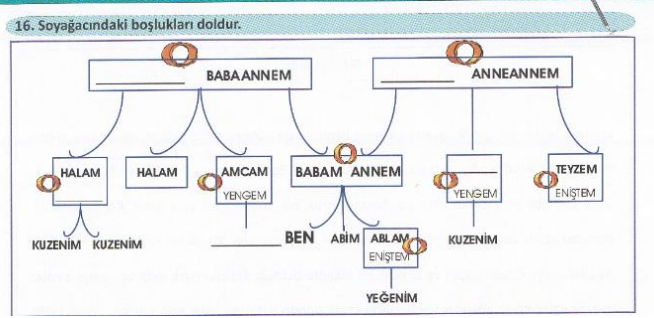 16. Soyağacındaki boşlukları doldur.
BABAANNEM
ANNEANNEM
HALAM
HALAM
AMCAM
YENGEM
BABAM ANNEM
YENGEM
TEYZEM
ENİŞTEM
KUZENİM KUZENİM
BEN
ABİM
ABLAM
ENİŞTEM
KUZENİM
YEĞENİM